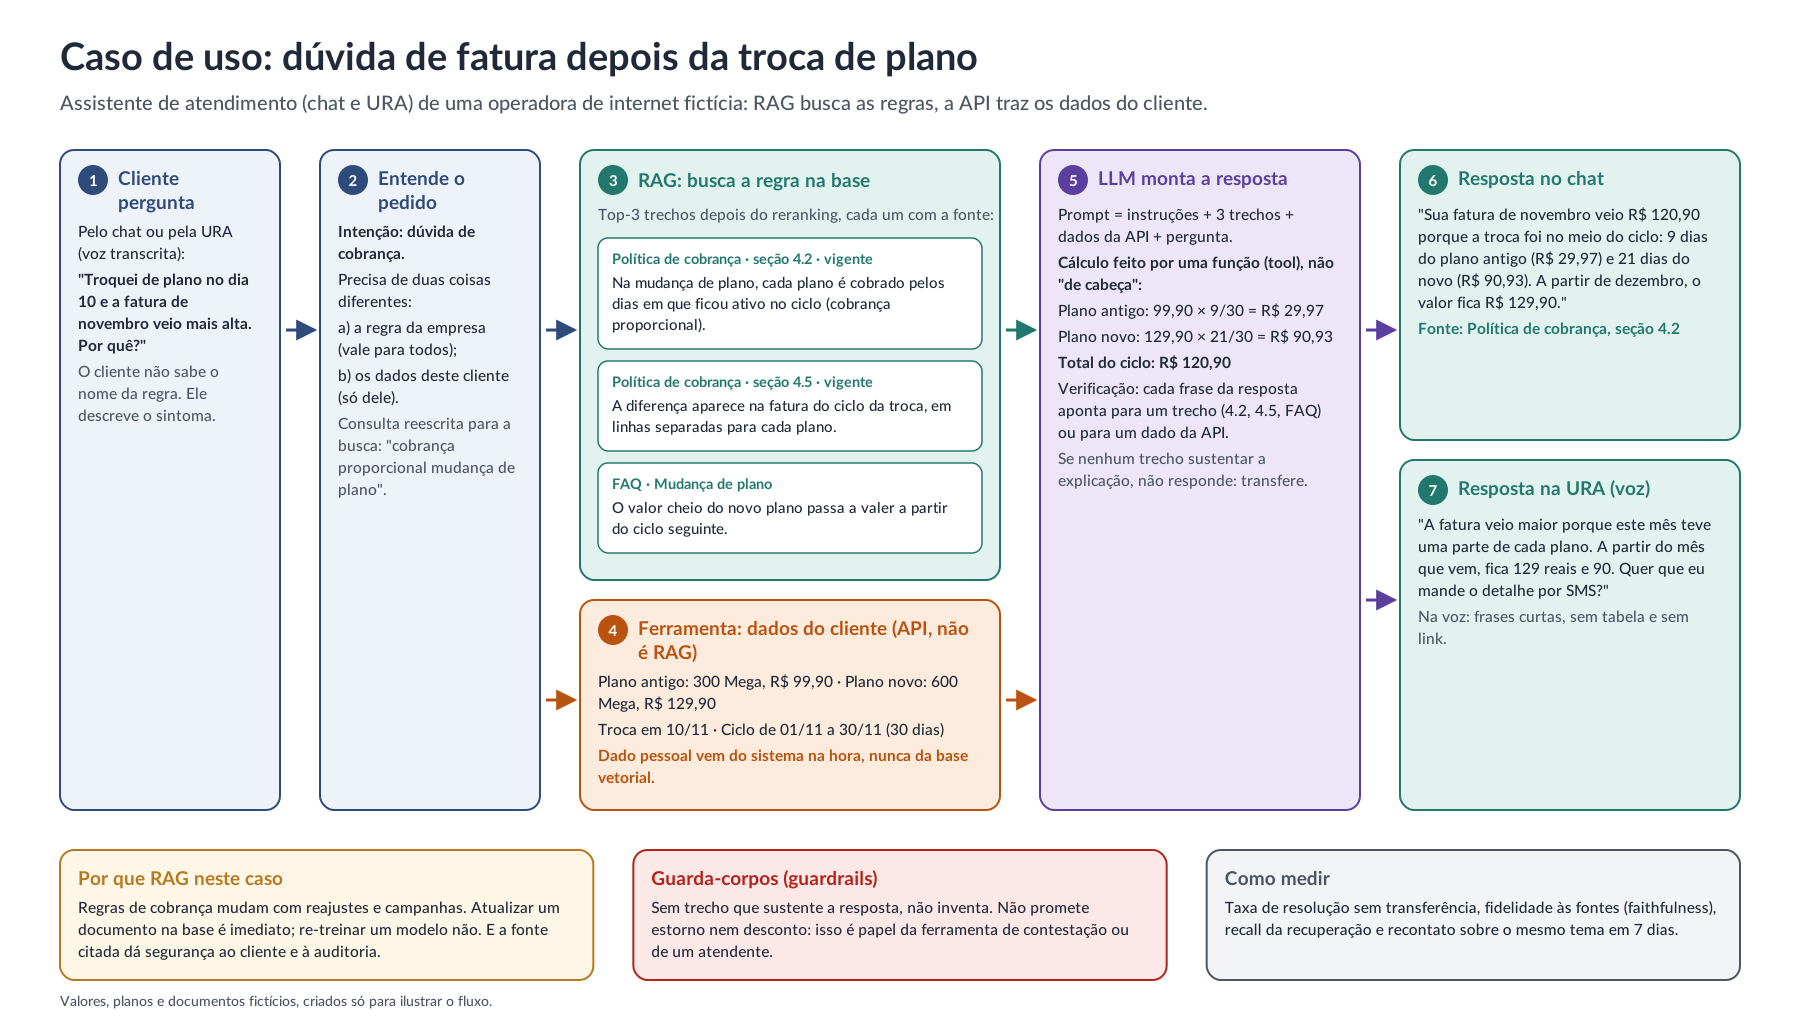 Caso de uso: dúvida de fatura depois da troca de plano
Assistente de atendimento (chat e URA) de uma operadora de internet fictícia: RAG busca as regras, a API traz os dados do cliente.
1
Cliente
pergunta
Pelo chat ou pela URA
(voz transcrita):
"Troquei de plano no dia
10 e a fatura de
novembro veio mais alta.
Por quê?"
O cliente não sabe o
nome da regra. Ele
descreve o sintoma.
2
Entende o
pedido
Intenção: dúvida de
cobrança.
Precisa de duas coisas
diferentes:
a) a regra da empresa
(vale para todos);
b) os dados deste cliente
(só dele).
Consulta reescrita para a
busca: "cobrança
proporcional mudança de
plano".
3
RAG: busca a regra na base
Top-3 trechos depois do reranking, cada um com a fonte:
Política de cobrança · seção 4.2 · vigente
Na mudança de plano, cada plano é cobrado pelos
dias em que ficou ativo no ciclo (cobrança
proporcional).
Política de cobrança · seção 4.5 · vigente
A diferença aparece na fatura do ciclo da troca, em
linhas separadas para cada plano.
FAQ · Mudança de plano
O valor cheio do novo plano passa a valer a partir
do ciclo seguinte.
4
Ferramenta: dados do cliente (API, não
é RAG)
Plano antigo: 300 Mega, R$ 99,90 · Plano novo: 600
Mega, R$ 129,90
Troca em 10/11 · Ciclo de 01/11 a 30/11 (30 dias)
Dado pessoal vem do sistema na hora, nunca da base
vetorial.
5
LLM monta a resposta
Prompt = instruções + 3 trechos +
dados da API + pergunta.
Cálculo feito por uma função (tool), não
"de cabeça":
Plano antigo: 99,90 × 9/30 = R$ 29,97
Plano novo: 129,90 × 21/30 = R$ 90,93
Total do ciclo: R$ 120,90
Verificação: cada frase da resposta
aponta para um trecho (4.2, 4.5, FAQ)
ou para um dado da API.
Se nenhum trecho sustentar a
explicação, não responde: transfere.
6
Resposta no chat
"Sua fatura de novembro veio R$ 120,90
porque a troca foi no meio do ciclo: 9 dias
do plano antigo (R$ 29,97) e 21 dias do
novo (R$ 90,93). A partir de dezembro, o
valor fica R$ 129,90."
Fonte: Política de cobrança, seção 4.2
7
Resposta na URA (voz)
"A fatura veio maior porque este mês teve
uma parte de cada plano. A partir do mês
que vem, fica 129 reais e 90. Quer que eu
mande o detalhe por SMS?"
Na voz: frases curtas, sem tabela e sem
link.
Por que RAG neste caso
Regras de cobrança mudam com reajustes e campanhas. Atualizar um
documento na base é imediato; re-treinar um modelo não. E a fonte
citada dá segurança ao cliente e à auditoria.
Guarda-corpos (guardrails)
Sem trecho que sustente a resposta, não inventa. Não promete
estorno nem desconto: isso é papel da ferramenta de contestação ou
de um atendente.
Como medir
Taxa de resolução sem transferência, fidelidade às fontes (faithfulness),
recall da recuperação e recontato sobre o mesmo tema em 7 dias.
Valores, planos e documentos fictícios, criados só para ilustrar o fluxo.